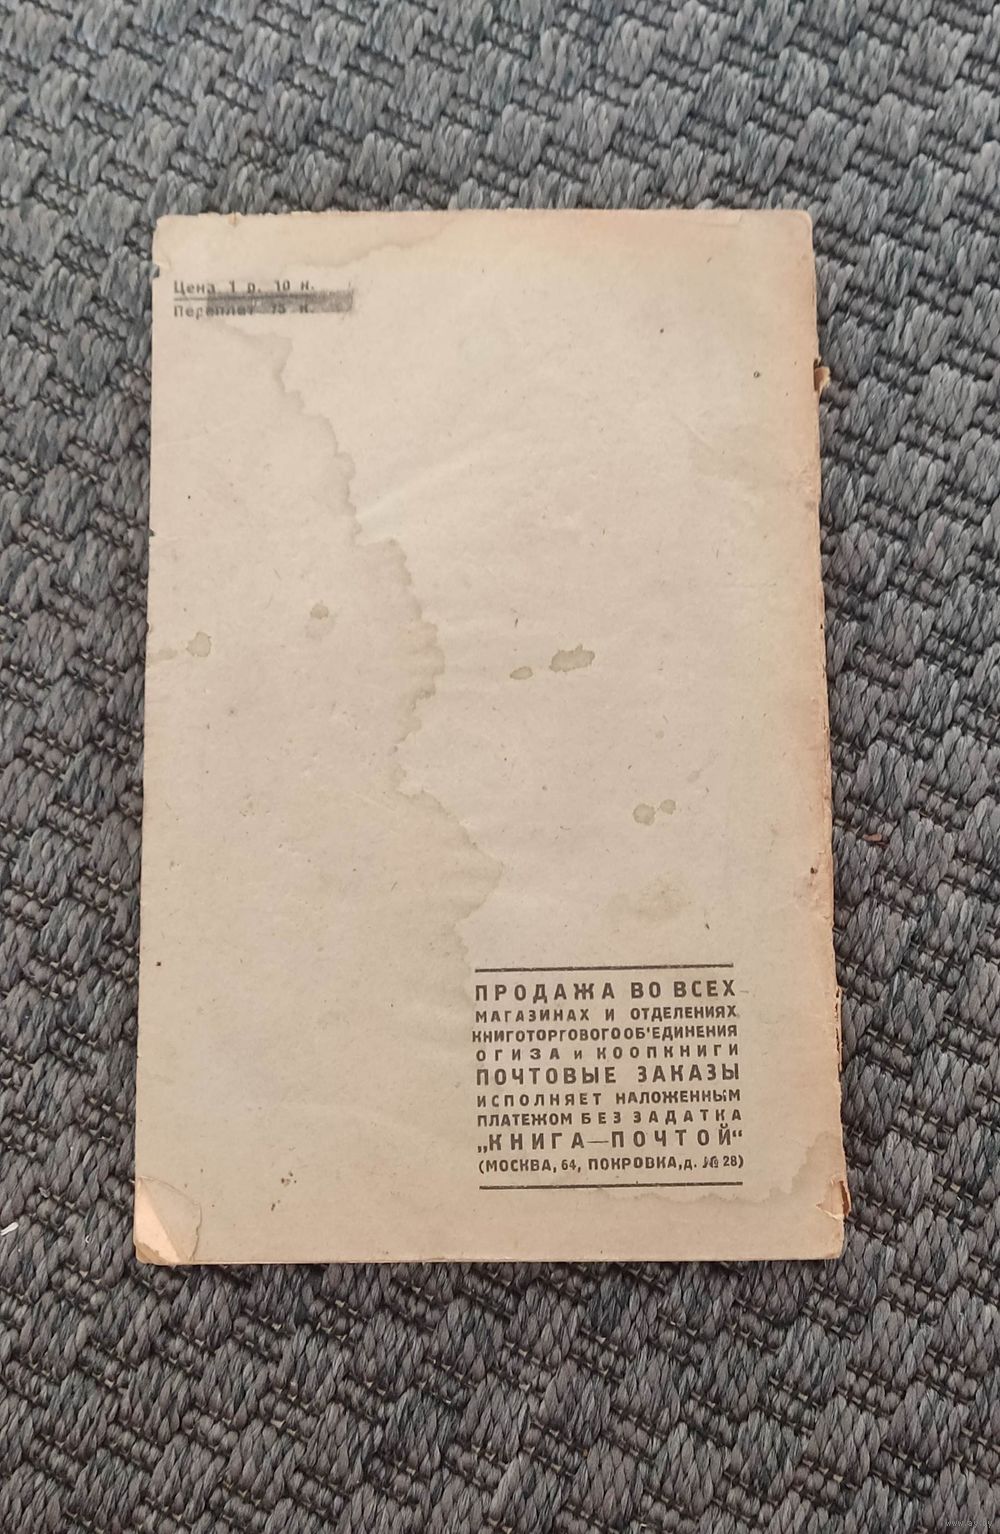 Цена 1 р. 10 к.
Переплет 75 к.
ПРОДАЖА ВО ВСЕХ
МАГАЗИНАХ И ОТДЕЛЕНИЯХ
КНИГОТОРГОВОГО ОБ'ЕДИНЕНИЯ
ОГИЗА и КООПКНИГИ
ПОЧТОВЫЕ ЗАКАЗЫ
ИСПОЛНЯЕТ НАЛОЖЕННЫМ
ПЛАТЕЖОМ БЕЗ ЗАДАТКА
„КНИГА—ПОЧТОЙ“
(МОСКВА, 64, ПОКРОВКА, д. № 28)